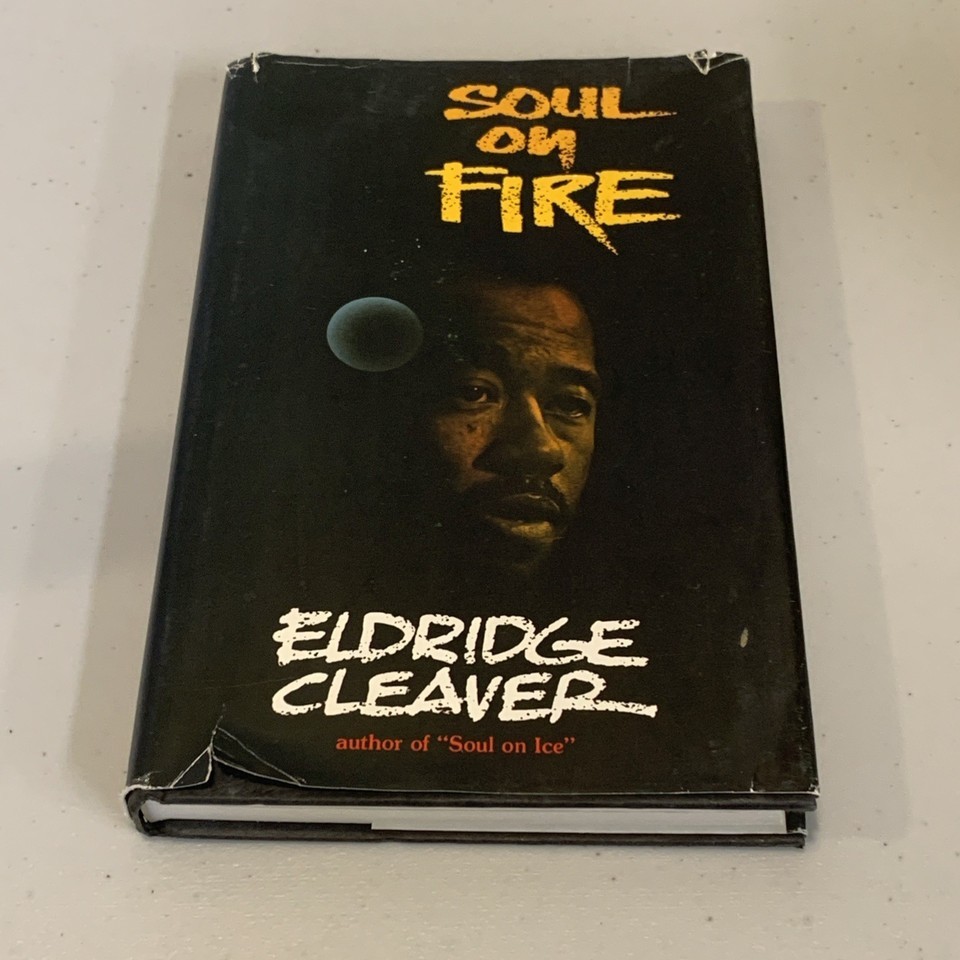 SOUL
on
FIRE
ELDRIDGE
CLEAVER
author of “Soul on Ice”